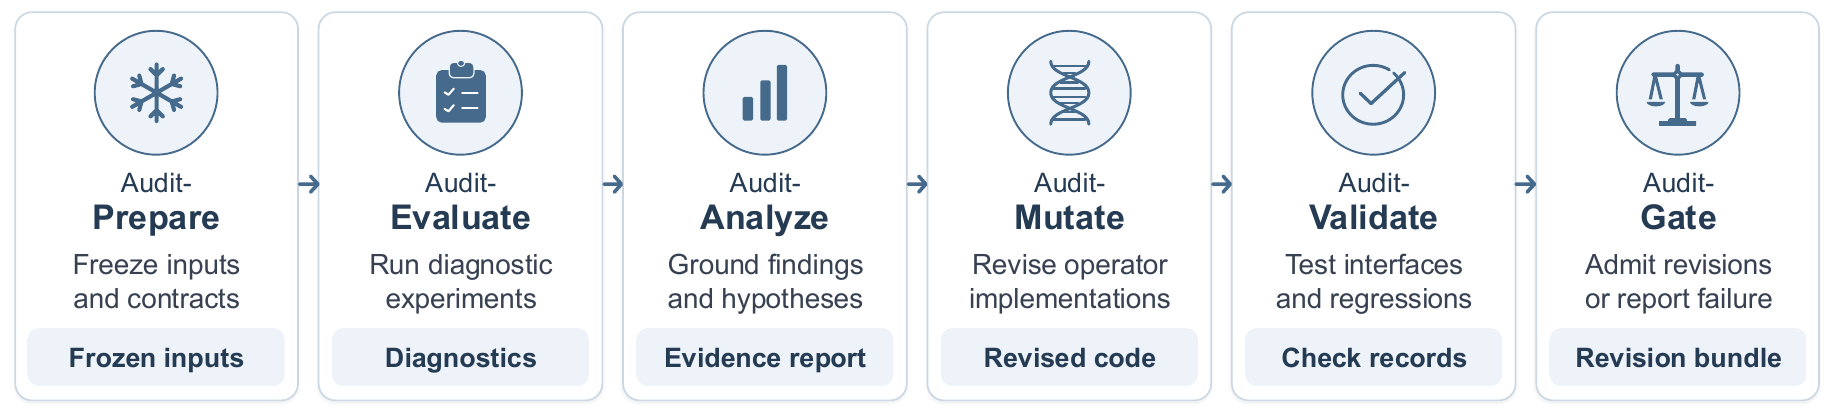 Audit-
Prepare
Freeze inputs
and contracts
Frozen inputs
Audit-
Evaluate
Run diagnostic
experiments
Diagnostics
Audit-
Analyze
Ground findings
and hypotheses
Evidence report
Audit-
Mutate
Revise operator
implementations
Revised code
Audit-
Validate
Test interfaces
and regressions
Check records
Audit-
Gate
Admit revisions
or report failure
Revision bundle